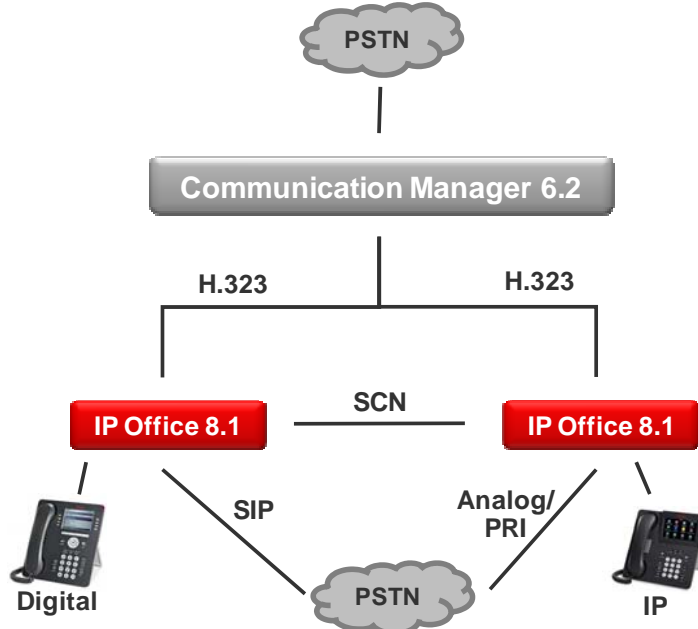 PSTN
Communication Manager 6.2
H.323
H.323
SCN
IP Office 8.1
IP Office 8.1
SIP
Analog/
PRI
Digital
PSTN
IP